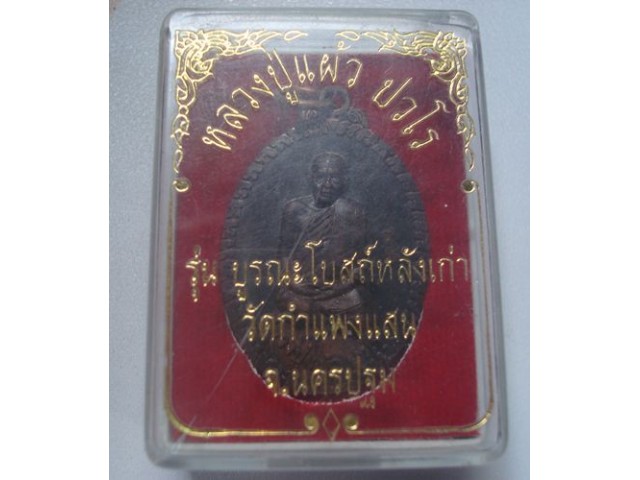 หลวงปู่แผ้ว ปวโร
รุ่น บูรณะโบสถ์หลังเก่า
วัดกำแพงแสน
จ.นครปฐม